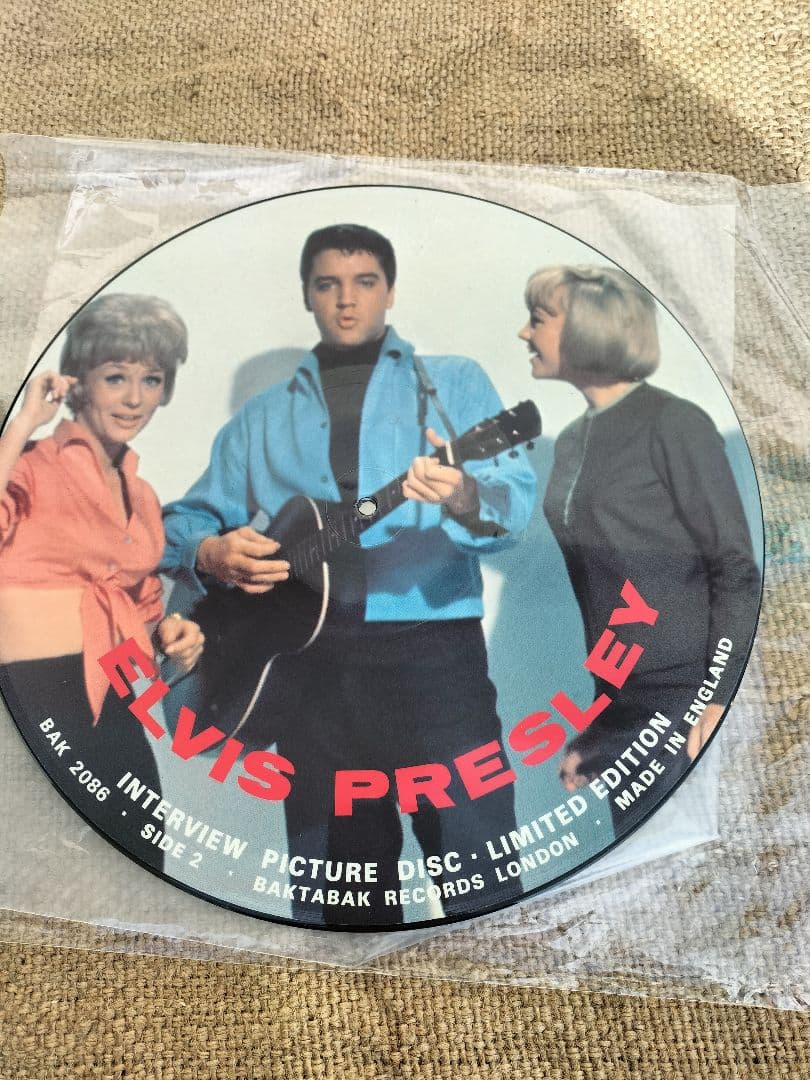 ELVIS PRESLEY
INTERVIEW PICTURE DISC · LIMITED EDITION
BAK 2086 · SIDE 2 · BAKTABAK RECORDS LONDON · MADE IN ENGLAND